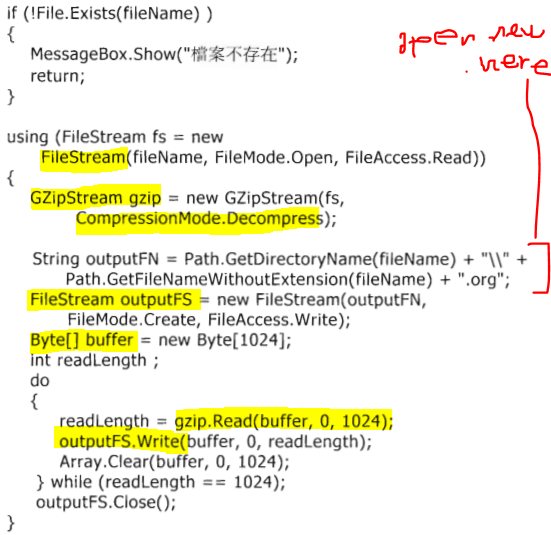 if (!File.Exists(fileName) )
{
MessageBox.Show("檔案不存在");
return;
}
open new
here
using (FileStream fs = new
FileStream(fileName, FileMode.Open, FileAccess.Read))
{
GZipStream gzip = new GZipStream(fs,
CompressionMode.Decompress);
String outputFN = Path.GetDirectoryName(fileName) + "\\" +
Path.GetFileNameWithoutExtension(fileName) + ".org";
FileStream outputFS = new FileStream(outputFN,
FileMode.Create, FileAccess.Write);
Byte[] buffer = new Byte[1024];
int readLength ;
do
{
readLength = gzip.Read(buffer, 0, 1024);
outputFS.Write(buffer, 0, readLength);
Array.Clear(buffer, 0, 1024);
} while (readLength == 1024);
outputFS.Close();
}